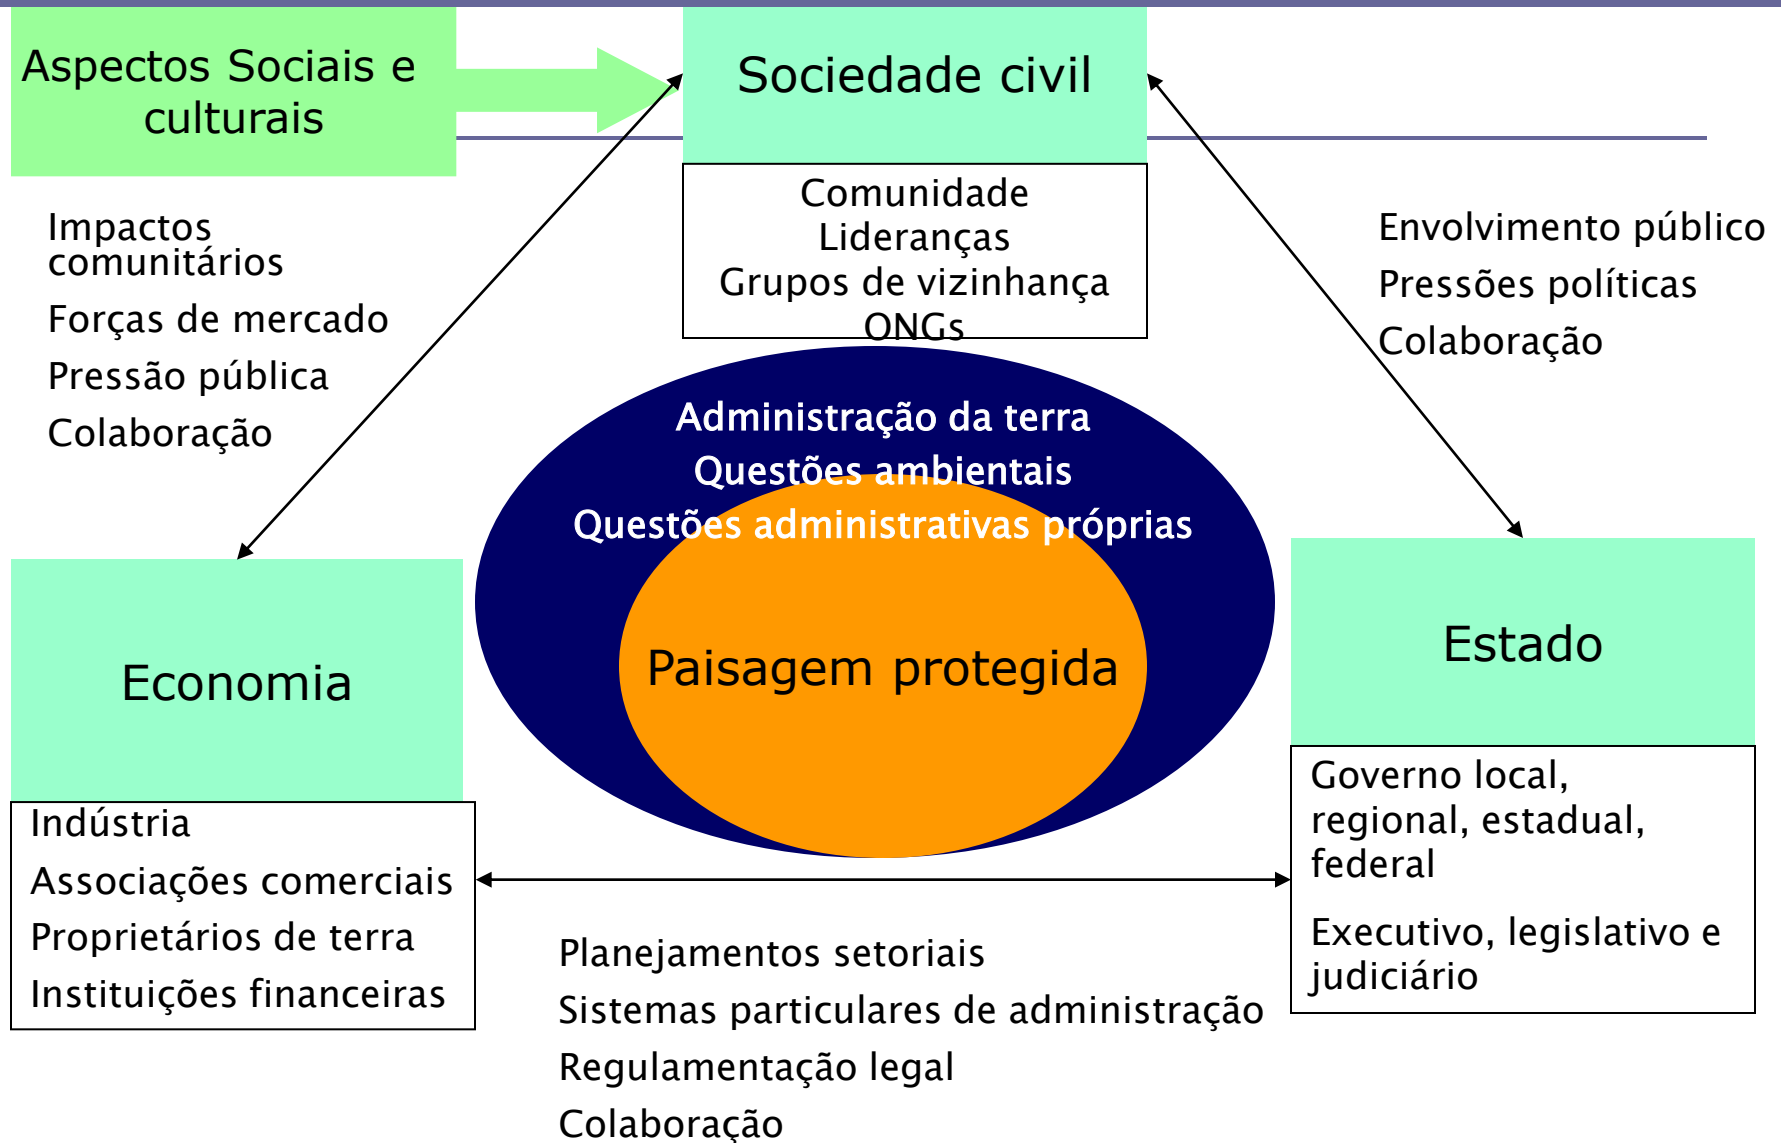 Aspectos Sociais e
culturais
Sociedade civil
Comunidade
Lideranças
Grupos de vizinhança
ONGs
Impactos
comunitários
Forças de mercado
Pressão pública
Colaboração
Envolvimento público
Pressões políticas
Colaboração
Administração da terra
Questões ambientais
Questões administrativas próprias
Paisagem protegida
Economia
Indústria
Associações comerciais
Proprietários de terra
Instituições financeiras
Estado
Governo local,
regional, estadual,
federal
Executivo, legislativo e
judiciário
Planejamentos setoriais
Sistemas particulares de administração
Regulamentação legal
Colaboração